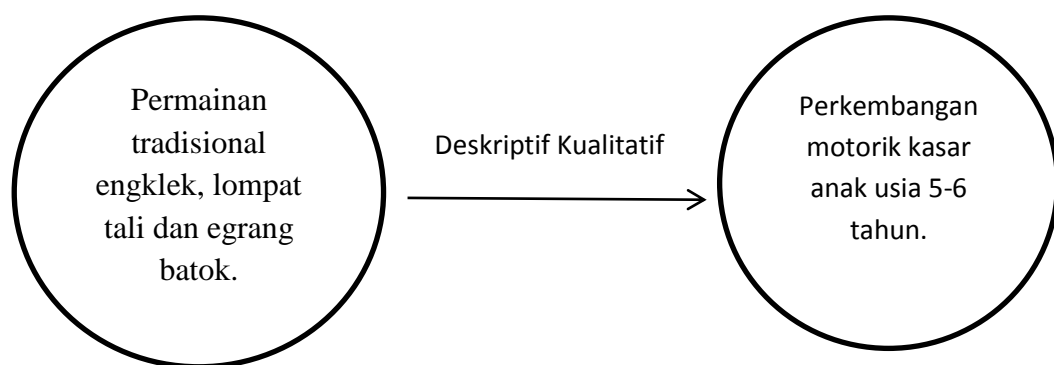 Permainan
tradisional
engklek, lompat
tali dan egrang
batok.
Deskriptif Kualitatif
Perkembangan
motorik kasar
anak usia 5-6
tahun.